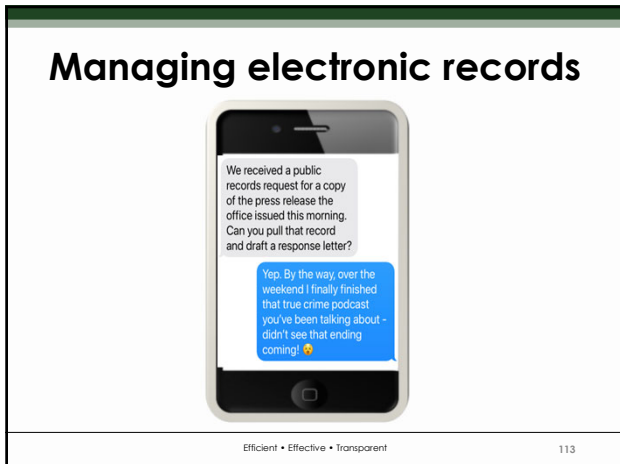 Managing electronic records
We received a public
records request for a copy
of the press release the
office issued this morning.
Can you pull that record
and draft a response letter?
Yep. By the way, over the
weekend I finally finished
that true crime podcast
you've been talking about -
didn't see that ending
coming! 😯
Efficient • Effective • Transparent
113